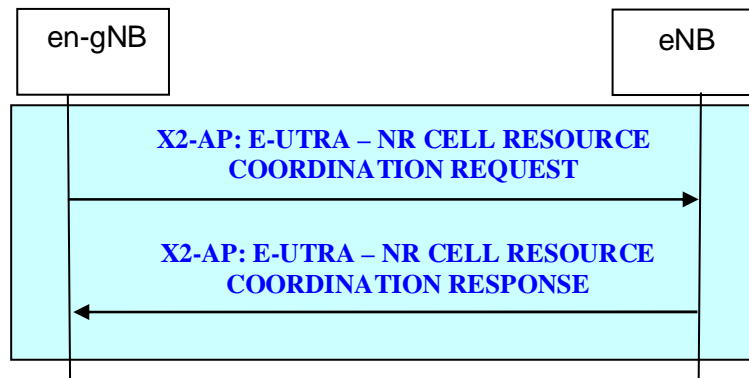 en-gNB
eNB
X2-AP: E-UTRA – NR CELL RESOURCE
COORDINATION REQUEST
X2-AP: E-UTRA – NR CELL RESOURCE
COORDINATION RESPONSE